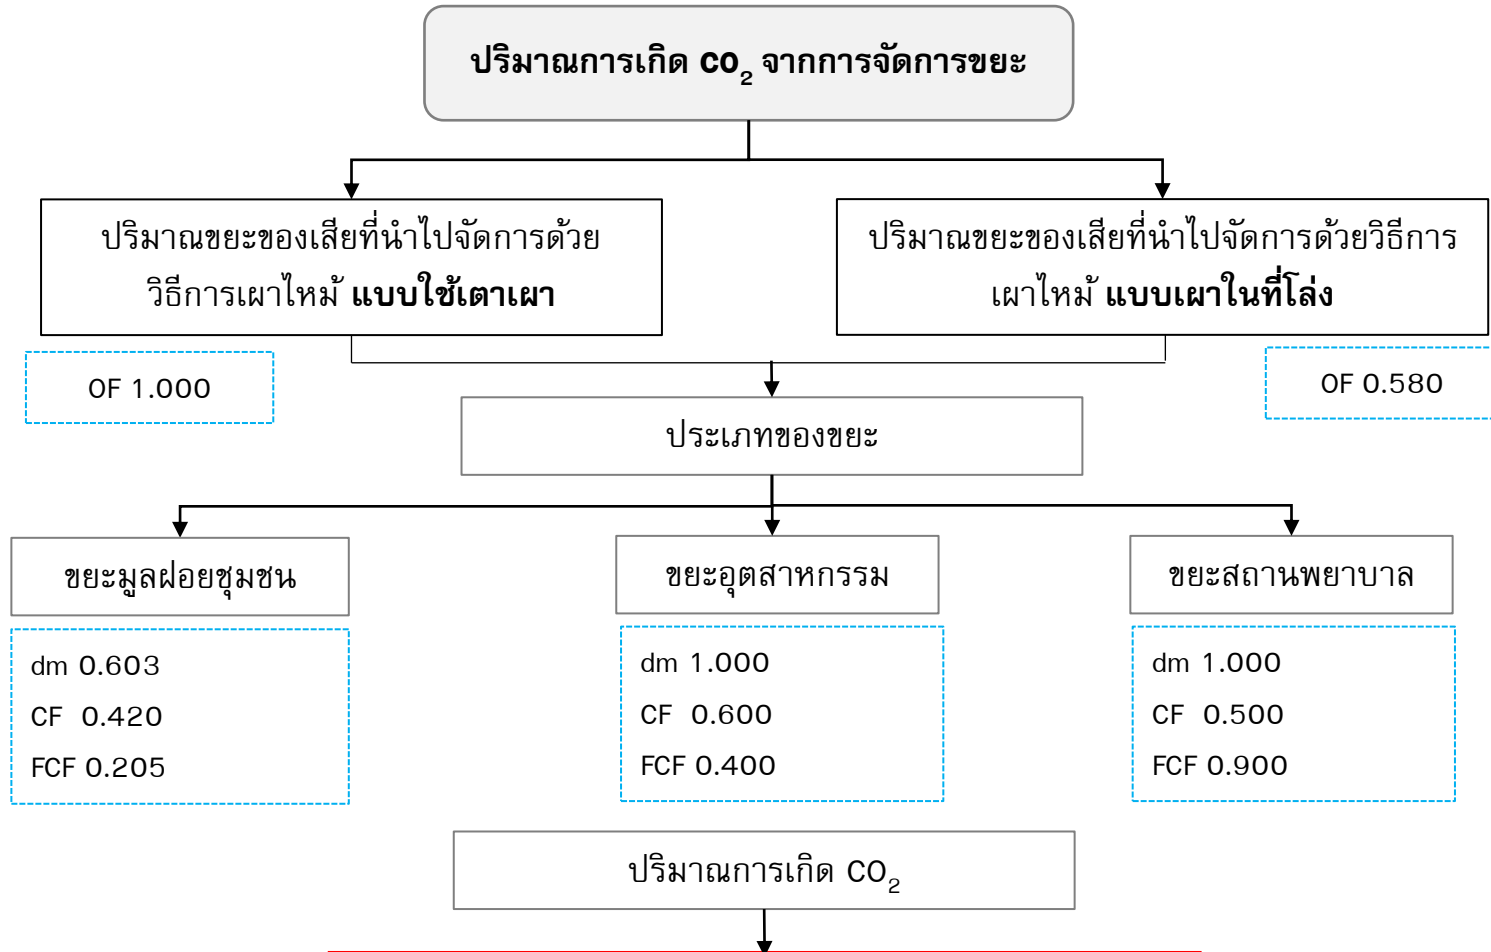 ปริมาณการเกิด CO2 จากการจัดการขยะ
ปริมาณขยะของเสียที่นำไปจัดการด้วย
วิธีการเผาไหม้ แบบใช้เตาเผา
ปริมาณขยะของเสียที่นำไปจัดการด้วยวิธีการ
เผาไหม้ แบบเผาในที่โล่ง
OF 1.000
OF 0.580
ประเภทของขยะ
ขยะมูลฝอยชุมชน
ขยะอุตสาหกรรม
ขยะสถานพยาบาล
dm 0.603
CF 0.420
FCF 0.205
dm 1.000
CF 0.600
FCF 0.400
dm 1.000
CF 0.500
FCF 0.900
ปริมาณการเกิด CO2